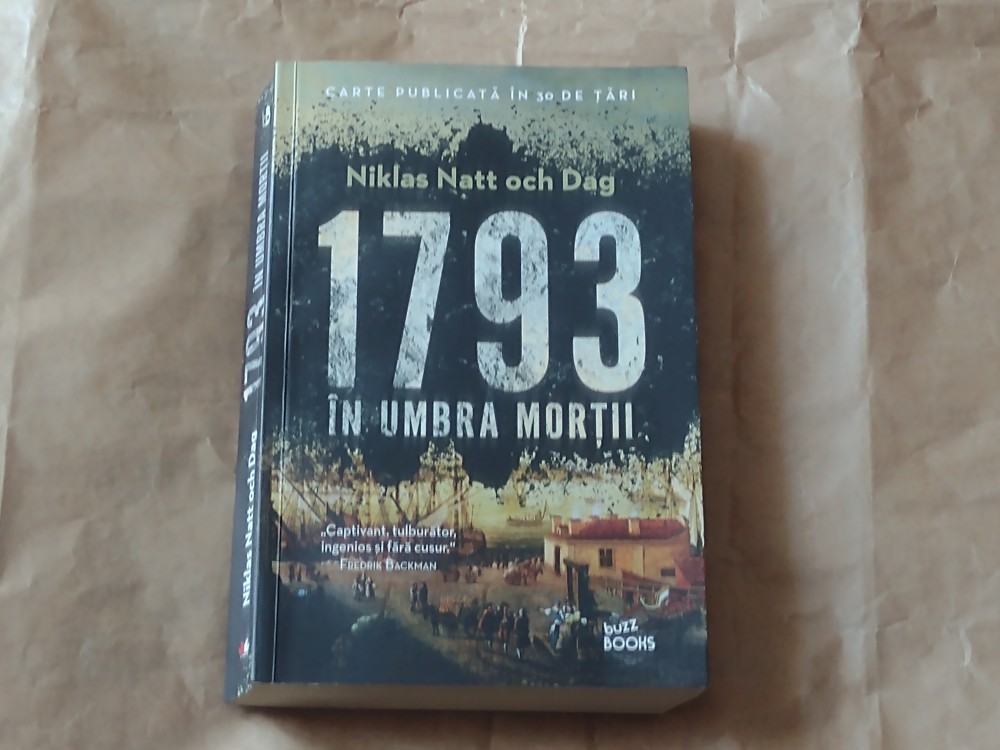 CARTE PUBLICATĂ ÎN 30 DE ȚĂRI
Niklas Natt och Dag
1793
ÎN UMBRA MORȚII
„Captivant, tulburător,
ingenios și fără cusur.”
FREDRIK BACKMAN
buzz
BOOKS
Niklas Natt och Dag 1793 ÎN UMBRA MORȚII